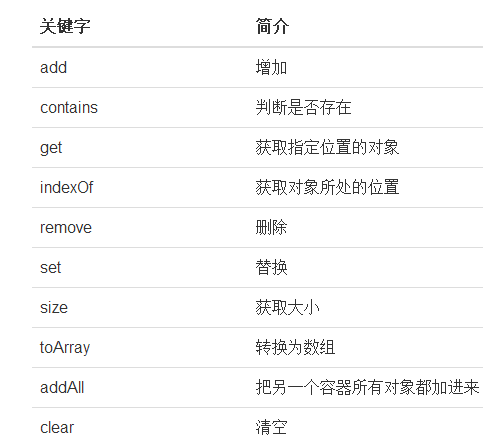 关键字 简介
add 增加
contains 判断是否存在
get 获取指定位置的对象
indexOf 获取对象所处的位置
remove 删除
set 替换
size 获取大小
toArray 转换为数组
addAll 把另一个容器所有对象都加进来
clear 清空